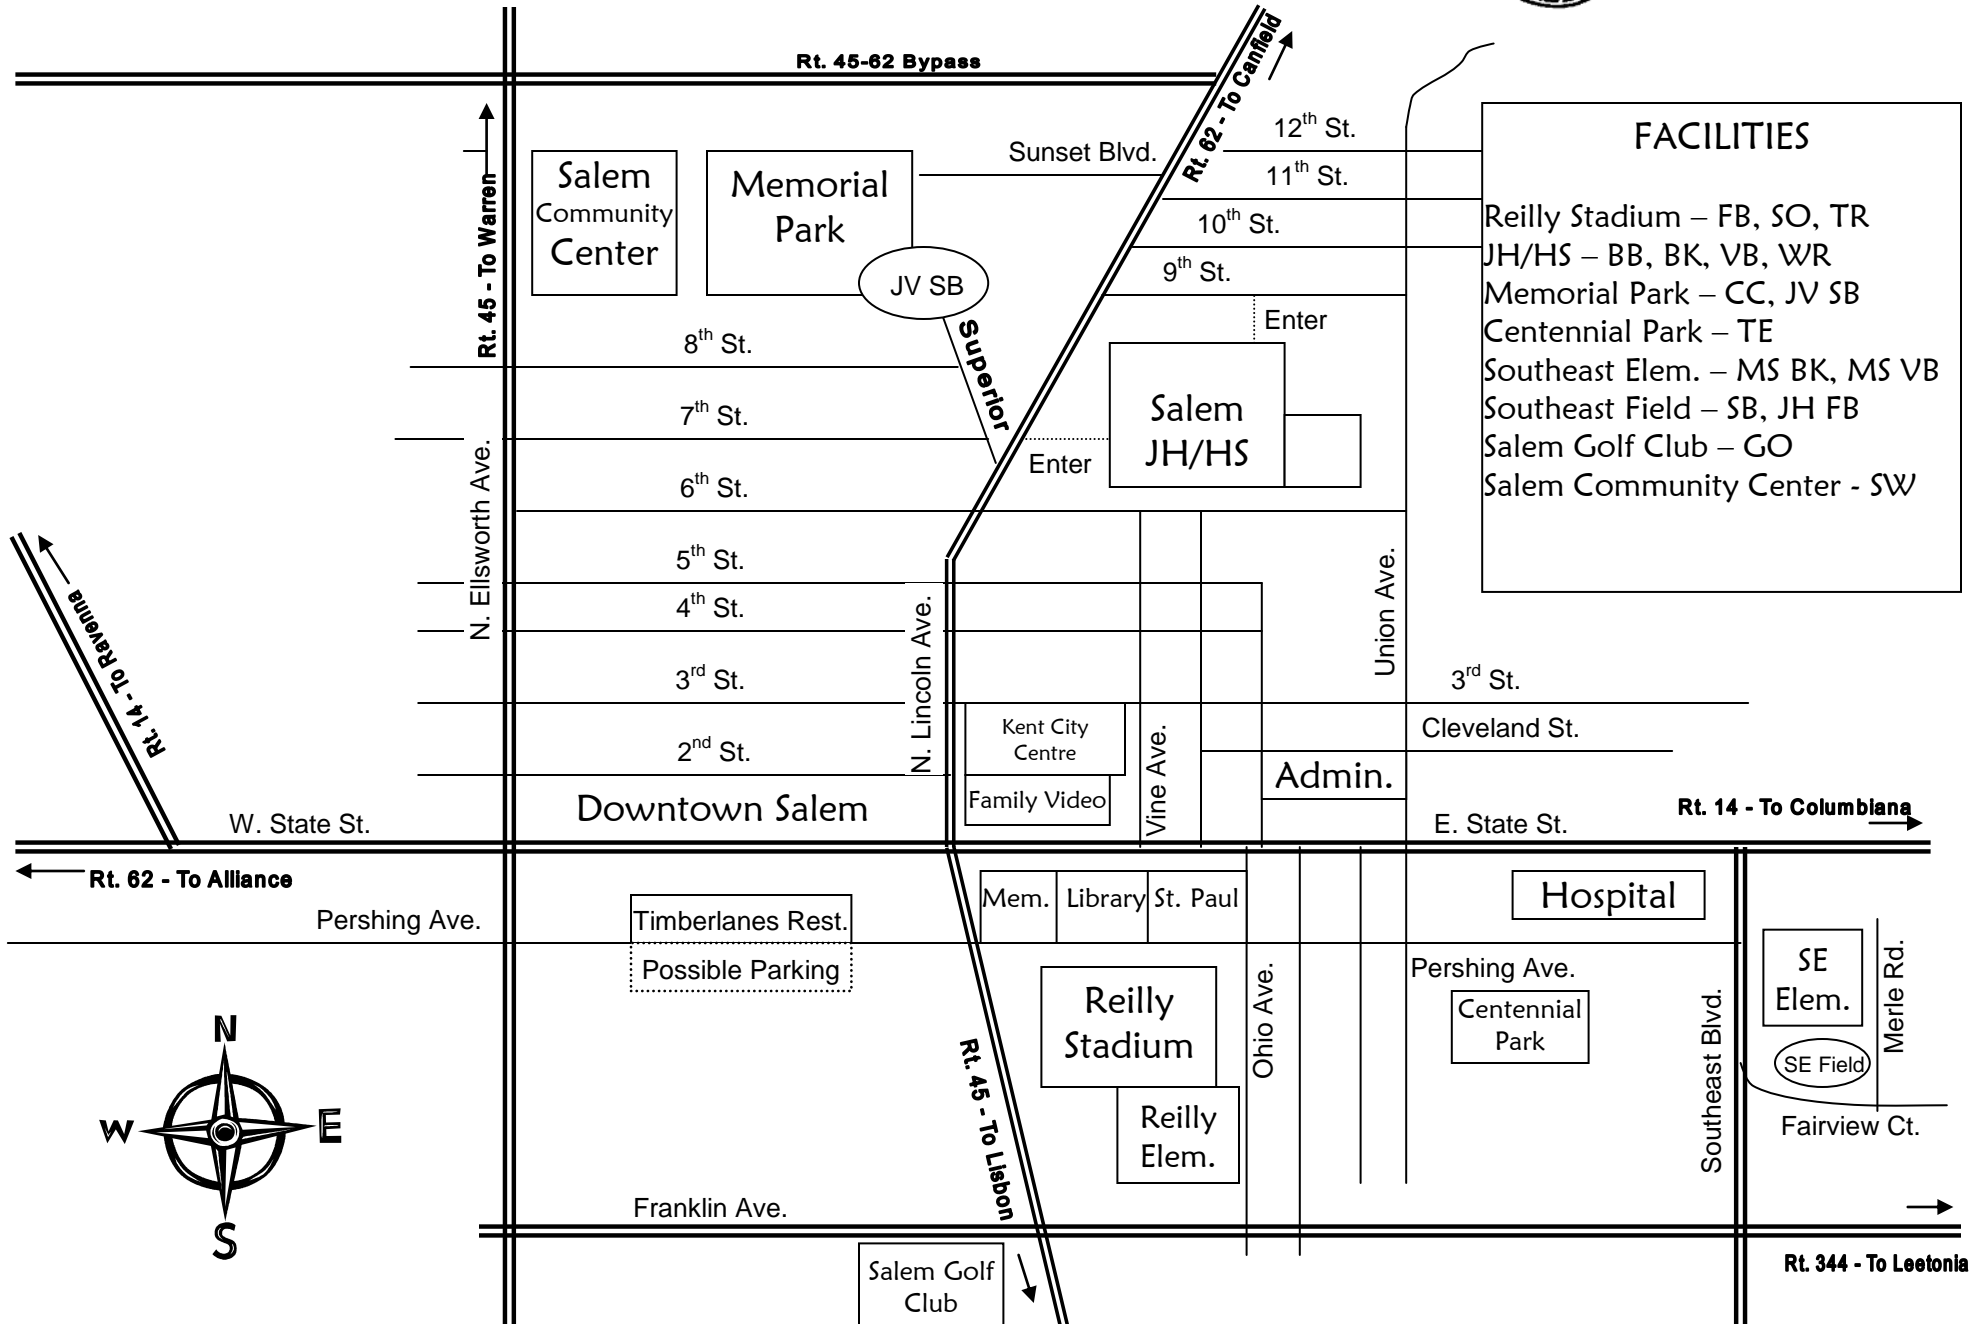 Rt. 45-62 Bypass
Rt. 62 - To Canfield
12th St.
Sunset Blvd.
11th St.
10th St.
9th St.
Enter
Rt. 45 - To Warren
Salem
Community
Center
Memorial
Park
JV SB
Superior
8th St.
7th St.
6th St.
5th St.
4th St.
3rd St.
2nd St.
N. Ellsworth Ave.
N. Lincoln Ave.
Salem
JH/HS
Enter
Union Ave.
FACILITIES
Reilly Stadium – FB, SO, TR
JH/HS – BB, BK, VB, WR
Memorial Park – CC, JV SB
Centennial Park – TE
Southeast Elem. – MS BK, MS VB
Southeast Field – SB, JH FB
Salem Golf Club – GO
Salem Community Center - SW
Rt. 14 - To Ravenna
3rd St.
Cleveland St.
Kent City
Centre
Family Video
Vine Ave.
Admin.
Downtown Salem
W. State St.
E. State St.
Rt. 14 - To Columbiana
Rt. 62 - To Alliance
Pershing Ave.
Timberlanes Rest.
Possible Parking
Mem.
Library
St. Paul
Hospital
Pershing Ave.
Reilly
Stadium
Reilly
Elem.
Ohio Ave.
Centennial
Park
Southeast Blvd.
SE
Elem.
SE Field
Merle Rd.
Fairview Ct.
Rt. 45 - To Lisbon
N
W
E
S
Franklin Ave.
Salem Golf
Club
Rt. 344 - To Leetonia